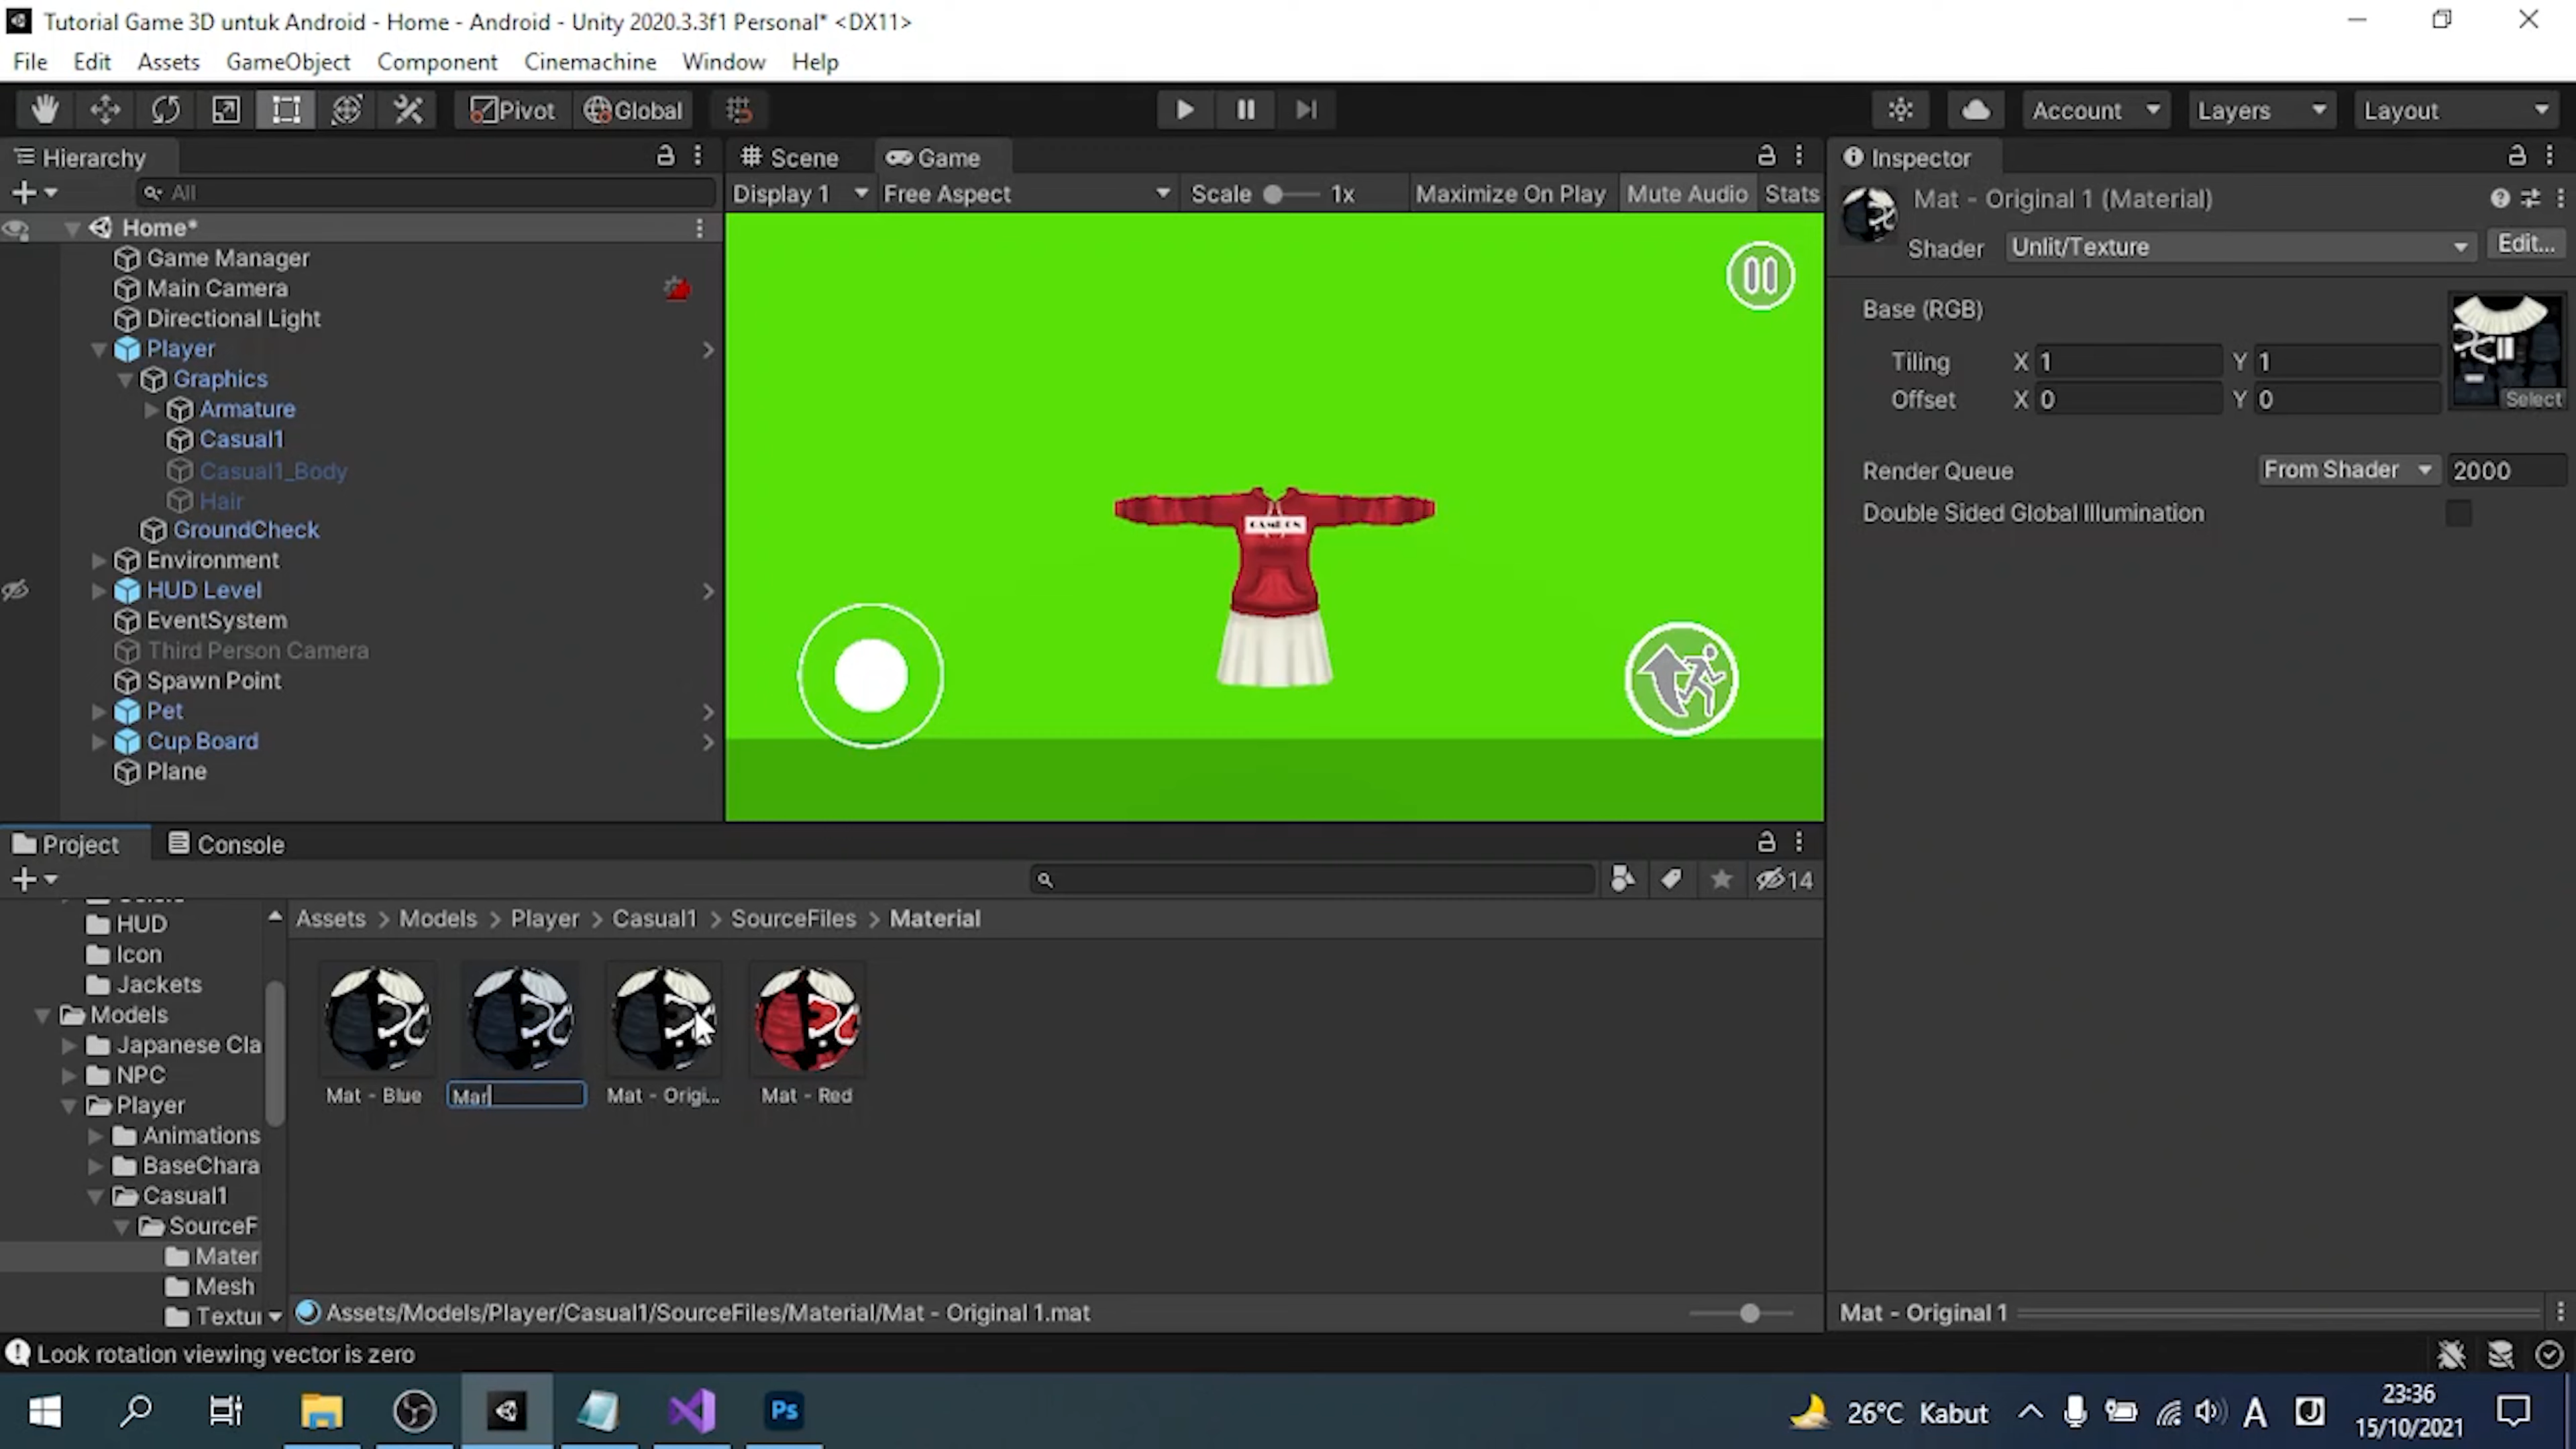 Tutorial Game 3D untuk Android - Home - Android - Unity 2020.3.3f1 Personal* <DX11>
File Edit Assets GameObject Component Cinemachine Window Help
Pivot Global Account Layers Layout
Hierarchy
All
Home*
Game Manager
Main Camera
Directional Light
Player
Graphics
Armature
Casual1
Casual1_Body
Hair
GroundCheck
Environment
HUD Level
EventSystem
Third Person Camera
Spawn Point
Pet
Cup Board
Plane
Scene Game
Display 1 Free Aspect Scale 1x Maximize On Play Mute Audio Stats
Inspector
Mat - Original 1 (Material)
Shader Unlit/Texture Edit...
Base (RGB)
Tiling X 1 Y 1
Offset X 0 Y 0
Select
Render Queue From Shader 2000
Double Sided Global Illumination
Project Console
14
HUD
Icon
Jackets
Models
Japanese Cla
NPC
Player
Animations
BaseChara
Casual1
SourceF
Mater
Mesh
Textu
Assets > Models > Player > Casual1 > SourceFiles > Material
Mat - Blue Mar Mat - Origi... Mat - Red
Assets/Models/Player/Casual1/SourceFiles/Material/Mat - Original 1.mat
Mat - Original 1
Look rotation viewing vector is zero
Ps
26°C Kabut
A
23:36
15/10/2021